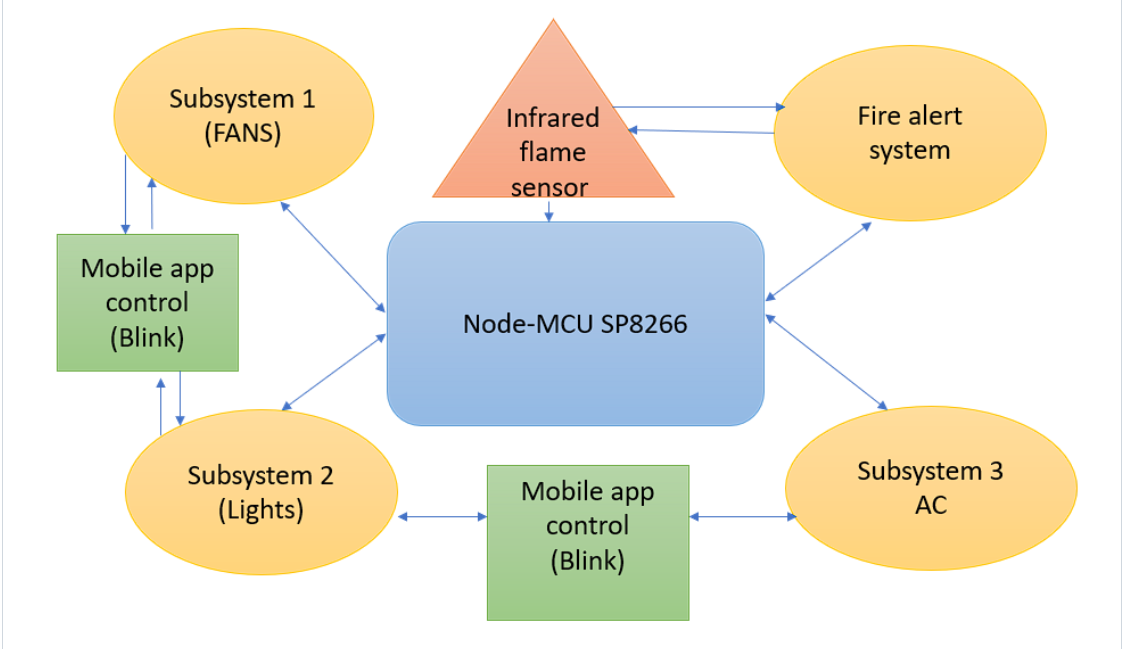 Subsystem 1
(FANS)
Infrared
flame
sensor
Fire alert
system
Mobile app
control
(Blink)
Node-MCU SP8266
Subsystem 2
(Lights)
Mobile app
control
(Blink)
Subsystem 3
AC